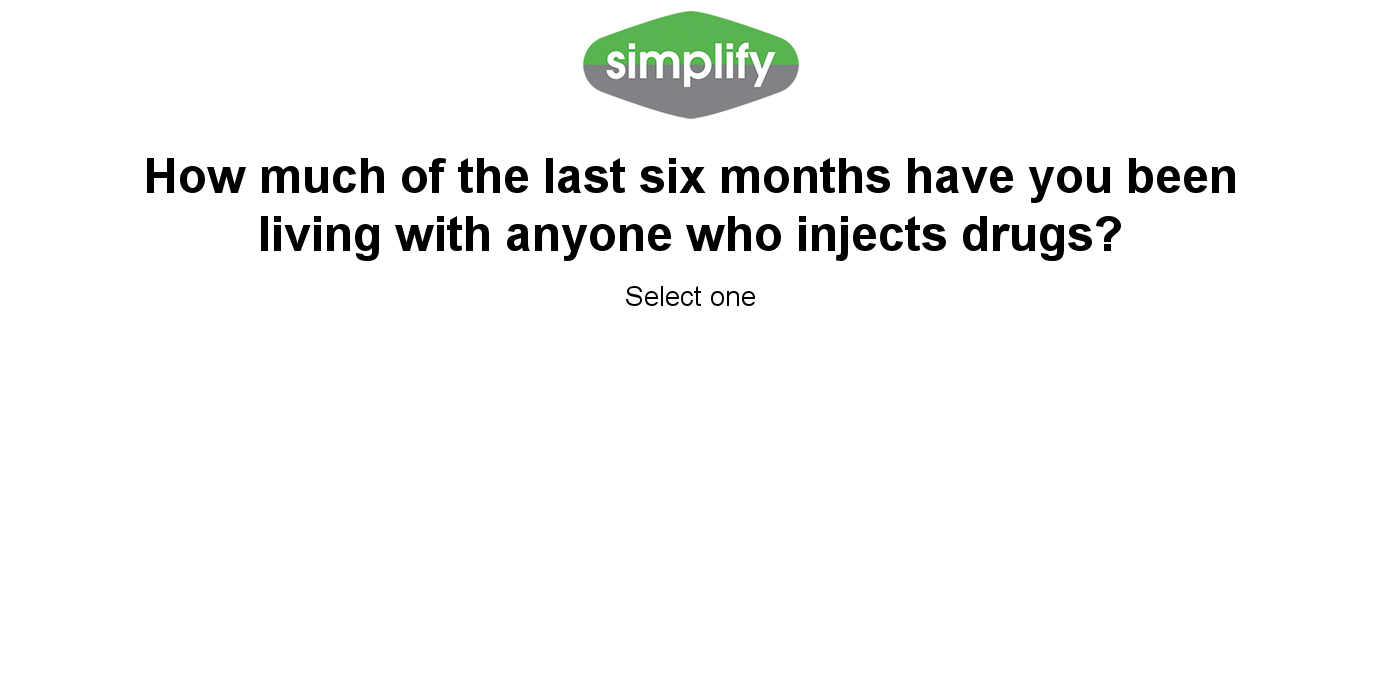 simplify
How much of the last six months have you been
living with anyone who injects drugs?
Select one